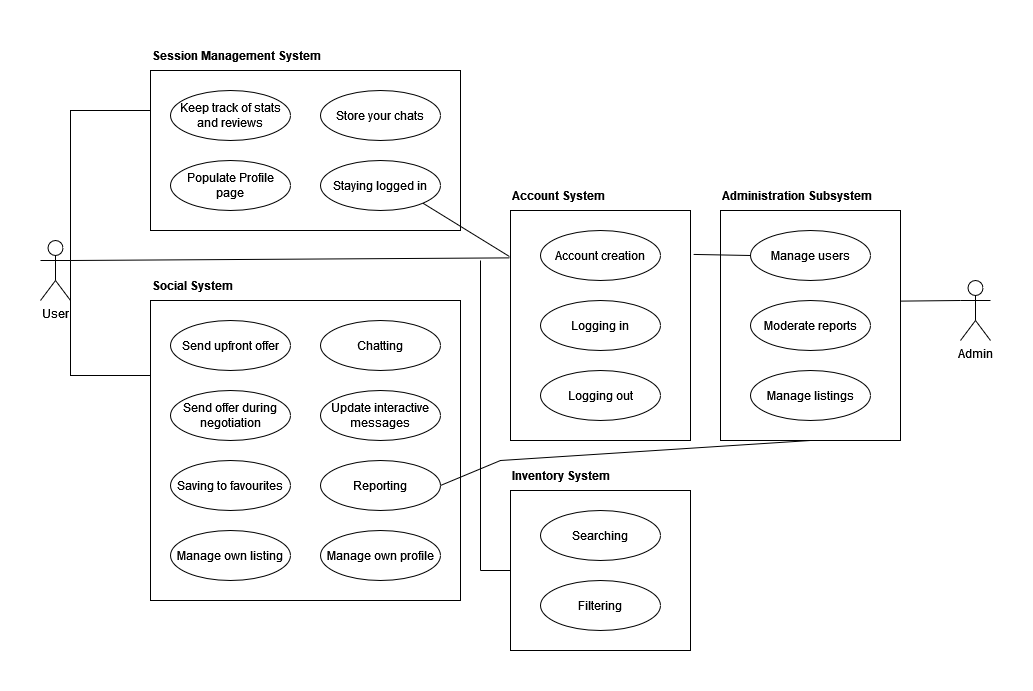 Session Management System
Keep track of stats
and reviews
Store your chats
Populate Profile
page
Staying logged in
User
Social System
Send upfront offer
Chatting
Send offer during
negotiation
Update interactive
messages
Saving to favourites
Reporting
Manage own listing
Manage own profile
Account System
Account creation
Logging in
Logging out
Administration Subsystem
Manage users
Moderate reports
Manage listings
Admin
Inventory System
Searching
Filtering